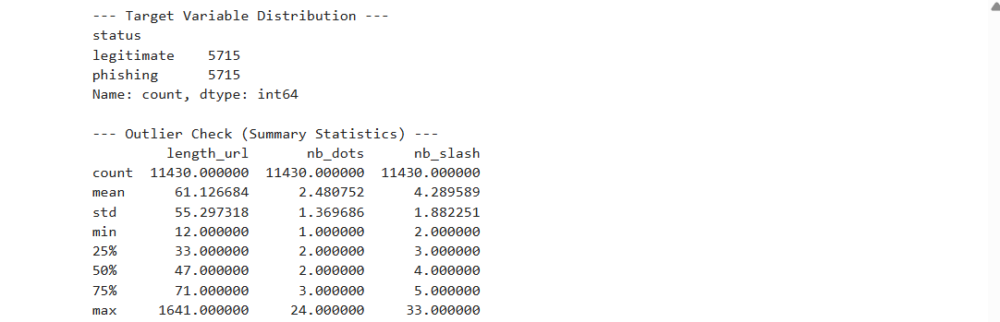 --- Target Variable Distribution ---
status
legitimate    5715
phishing      5715
Name: count, dtype: int64

--- Outlier Check (Summary Statistics) ---
         length_url       nb_dots      nb_slash
count  11430.000000  11430.000000  11430.000000
mean      61.126684      2.480752      4.289589
std       55.297318      1.369686      1.882251
min       12.000000      1.000000      2.000000
25%       33.000000      2.000000      3.000000
50%       47.000000      2.000000      4.000000
75%       71.000000      3.000000      5.000000
max     1641.000000     24.000000     33.000000